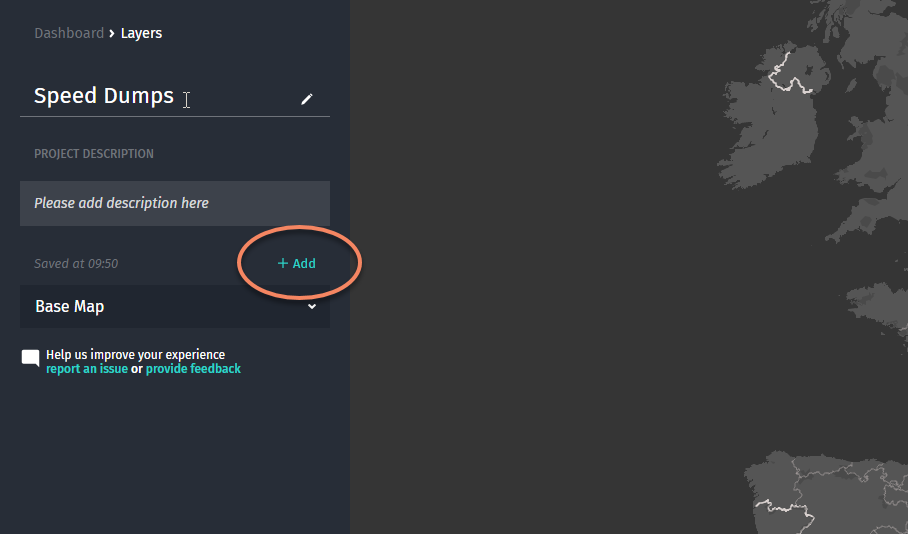 Dashboard > Layers
Speed Dumps
PROJECT DESCRIPTION
Please add description here
Saved at 09:50 + Add
Base Map
Help us improve your experience
report an issue or provide feedback